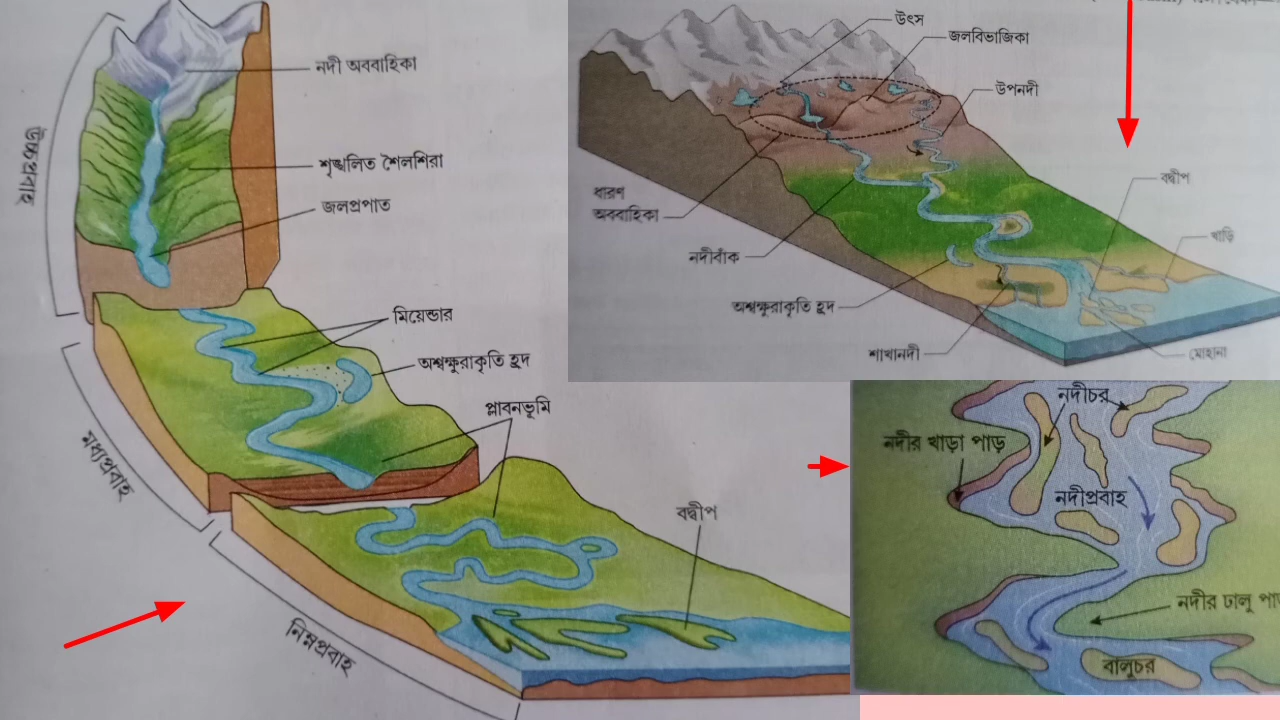 নদী অববাহিকা
উচ্চপ্রবাহ
শৃঙ্খলিত শৈলশিরা
জলপ্রপাত
মিয়েন্ডার
অশ্বক্ষুরাকৃতি হ্রদ
মধ্যপ্রবাহ
প্লাবনভূমি
বদ্বীপ
নিম্নপ্রবাহ
উৎস
জলবিভাজিকা
উপনদী
ধারণ
অববাহিকা
বদ্বীপ
খাড়ি
নদীবাঁক
অশ্বক্ষুরাকৃতি হ্রদ
শাখানদী
মোহানা
নদীচর
নদীর খাড়া পাড়
নদীপ্রবাহ
নদীর ঢালু
বালুচর